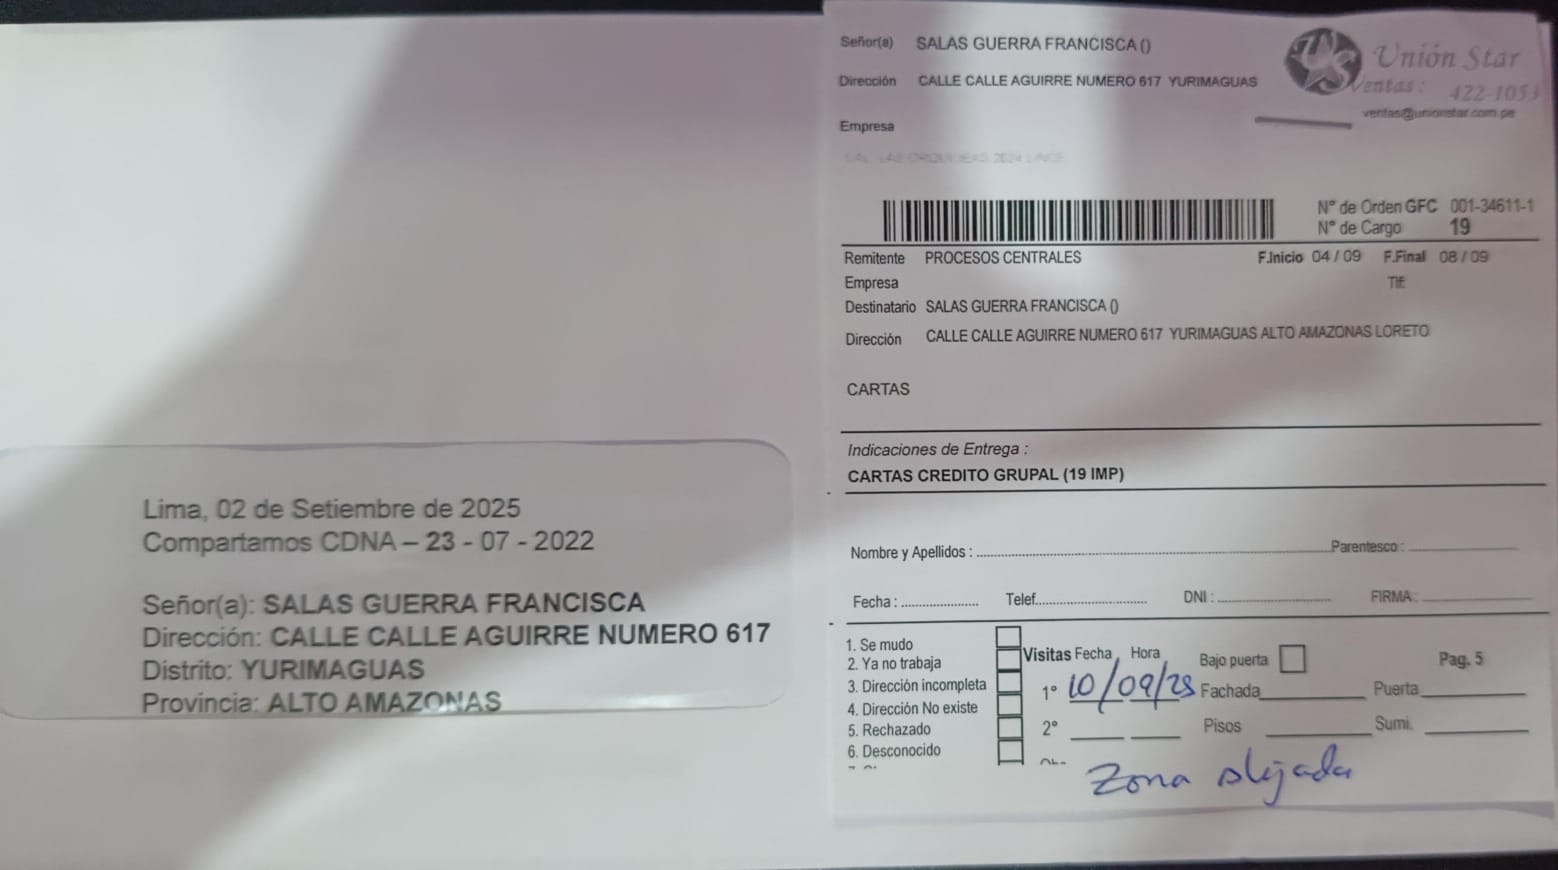 Lima, 02 de Setiembre de 2025
Compartamos CDNA – 23 - 07 - 2022
Señor(a): SALAS GUERRA FRANCISCA
Dirección: CALLE CALLE AGUIRRE NUMERO 617
Distrito: YURIMAGUAS
Provincia: ALTO AMAZONAS
Señor(a) SALAS GUERRA FRANCISCA ()
Dirección CALLE CALLE AGUIRRE NUMERO 617 YURIMAGUAS
Empresa
Unión Star
Ventas: 422-1053
ventas@unionstar.com.pe
N° de Orden GFC 001-34611-1
N° de Cargo 19
Remitente PROCESOS CENTRALES F.Inicio 04 / 09 F.Final 08 / 09
Empresa Tlf:
Destinatario SALAS GUERRA FRANCISCA ()
Dirección CALLE CALLE AGUIRRE NUMERO 617 YURIMAGUAS ALTO AMAZONAS LORETO
CARTAS
Indicaciones de Entrega :
CARTAS CREDITO GRUPAL (19 IMP)
Nombre y Apellidos : Parentesco :
Fecha : Telef. DNI : FIRMA :
1. Se mudo
2. Ya no trabaja
3. Dirección incompleta
4. Dirección No existe
5. Rechazado
6. Desconocido
Visitas Fecha Hora Bajo puerta Pag. 5
1° 10/09/25 Fachada Puerta
2° Pisos Sumi.
Zona alejada